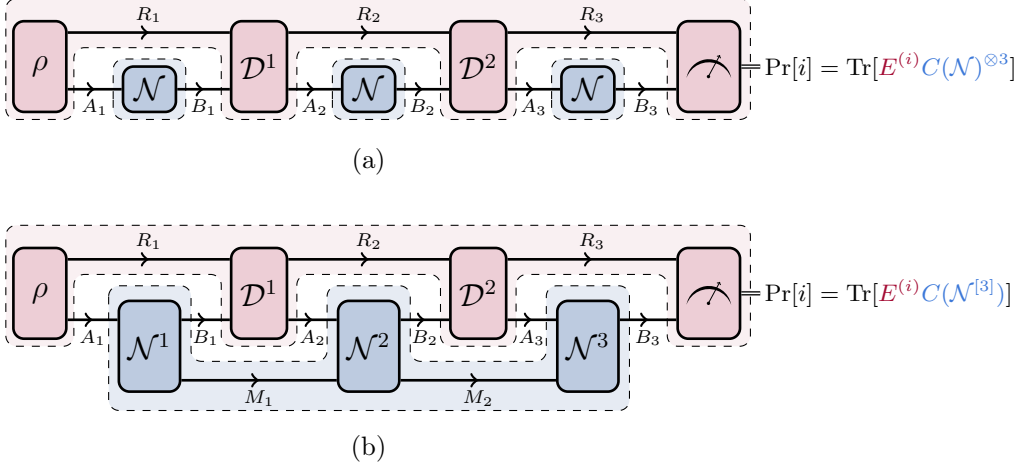 R₁ R₂ R₃
ρ 𝒟¹ 𝒟² = Pr[i] = Tr[E⁽ⁱ⁾C(𝒩)^{⊗3}]
𝒩 𝒩 𝒩
A₁ B₁ A₂ B₂ A₃ B₃
(a)
R₁ R₂ R₃
ρ 𝒟¹ 𝒟² = Pr[i] = Tr[E⁽ⁱ⁾C(𝒩^{[3]})]
A₁ B₁ A₂ B₂ A₃ B₃
𝒩¹ 𝒩² 𝒩³
M₁ M₂
(b)